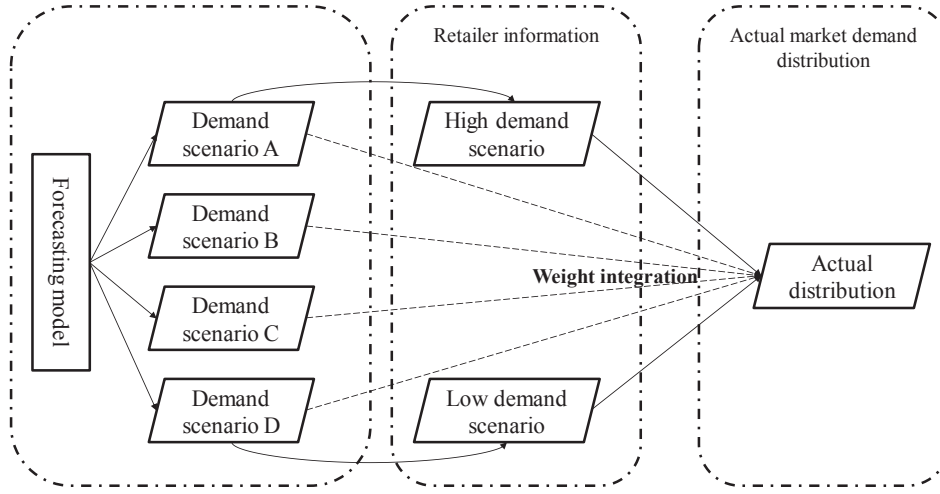 Retailer information
Actual market demand
distribution
Forecasting model
Demand
scenario A
Demand
scenario B
Demand
scenario C
Demand
scenario D
High demand
scenario
Weight integration
Low demand
scenario
Actual
distribution